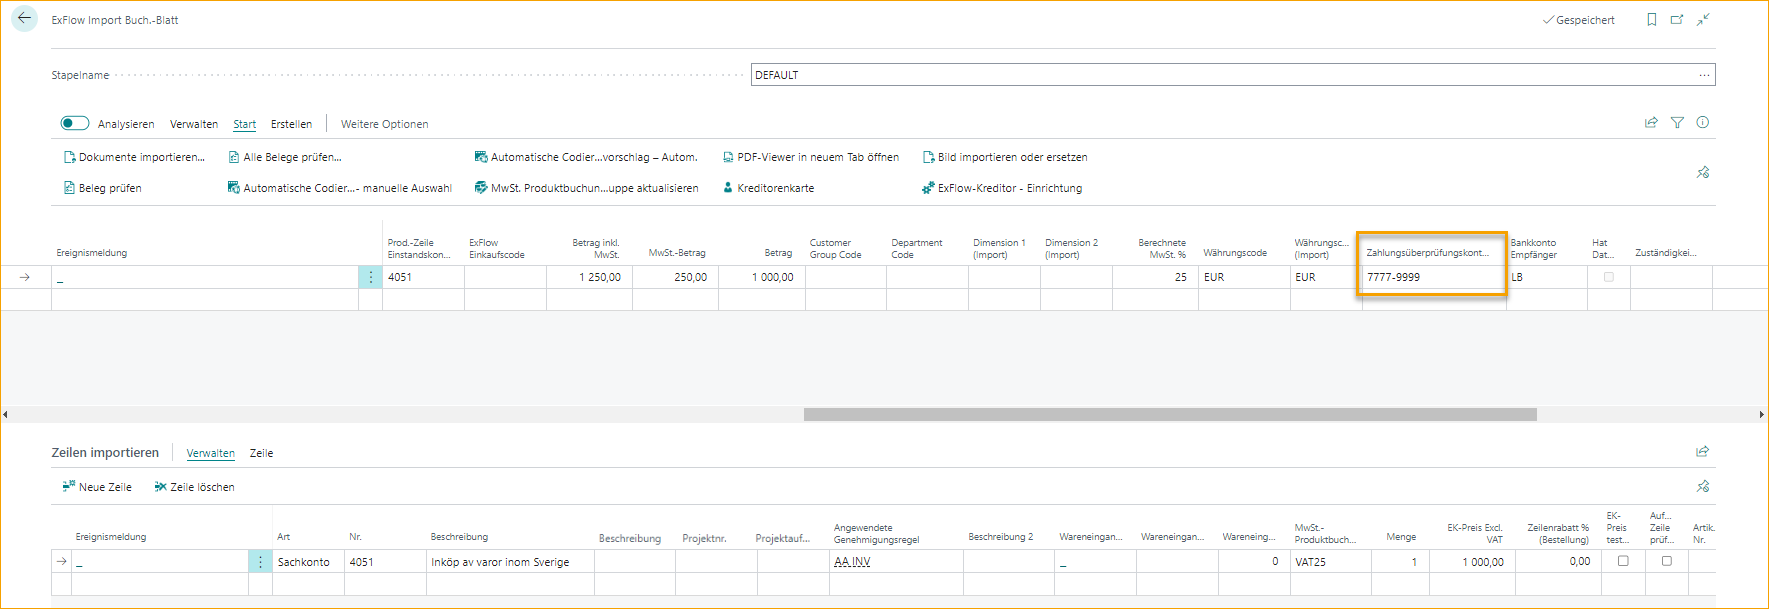 ExFlow Import Buch.-Blatt
Gespeichert
Stapelname
DEFAULT
...
Analysieren Verwalten Start Erstellen Weitere Optionen
Dokumente importieren... Alle Belege prüfen... Automatische Codier...vorschlag – Autom. PDF-Viewer in neuem Tab öffnen Bild importieren oder ersetzen
Beleg prüfen Automatische Codier...- manuelle Auswahl MwSt. Produktbuchun...uppe aktualisieren Kreditorenkarte ExFlow-Kreditor - Einrichtung
Ereignismeldung
Prod.-Zeile
Einstandskon...
ExFlow
Einkaufscode
Betrag inkl.
MwSt.
MwSt.-Betrag
Betrag
Customer
Group Code
Department
Code
Dimension 1
(Import)
Dimension 2
(Import)
Berechnete
MwSt. %
Währungscode
Währungsc...
(Import)
Zahlungsüberprüfungskont...
Bankkonto
Empfänger
Hat
Dat...
Zuständigkei...
_ 4051 1 250,00 250,00 1 000,00 25 EUR EUR 7777-9999 LB
Zeilen importieren Verwalten Zeile
Neue Zeile Zeile löschen
Ereignismeldung
Art
Nr.
Beschreibung
Beschreibung
Projektnr.
Projektauf...
Angewendete
Genehmigungsregel
Beschreibung 2
Wareneingan...
Wareneingan...
Wareneing...
MwSt.-
Produktbuch...
Menge
EK-Preis Excl.
VAT
Zeilenrabatt %
(Bestellung)
EK-
Preis
test...
Auf...
Zeile
prüf...
Artik.
Nr.
_ Sachkonto 4051 Inköp av varor inom Sverige AA INV _ 0 VAT25 1 1 000,00 0,00